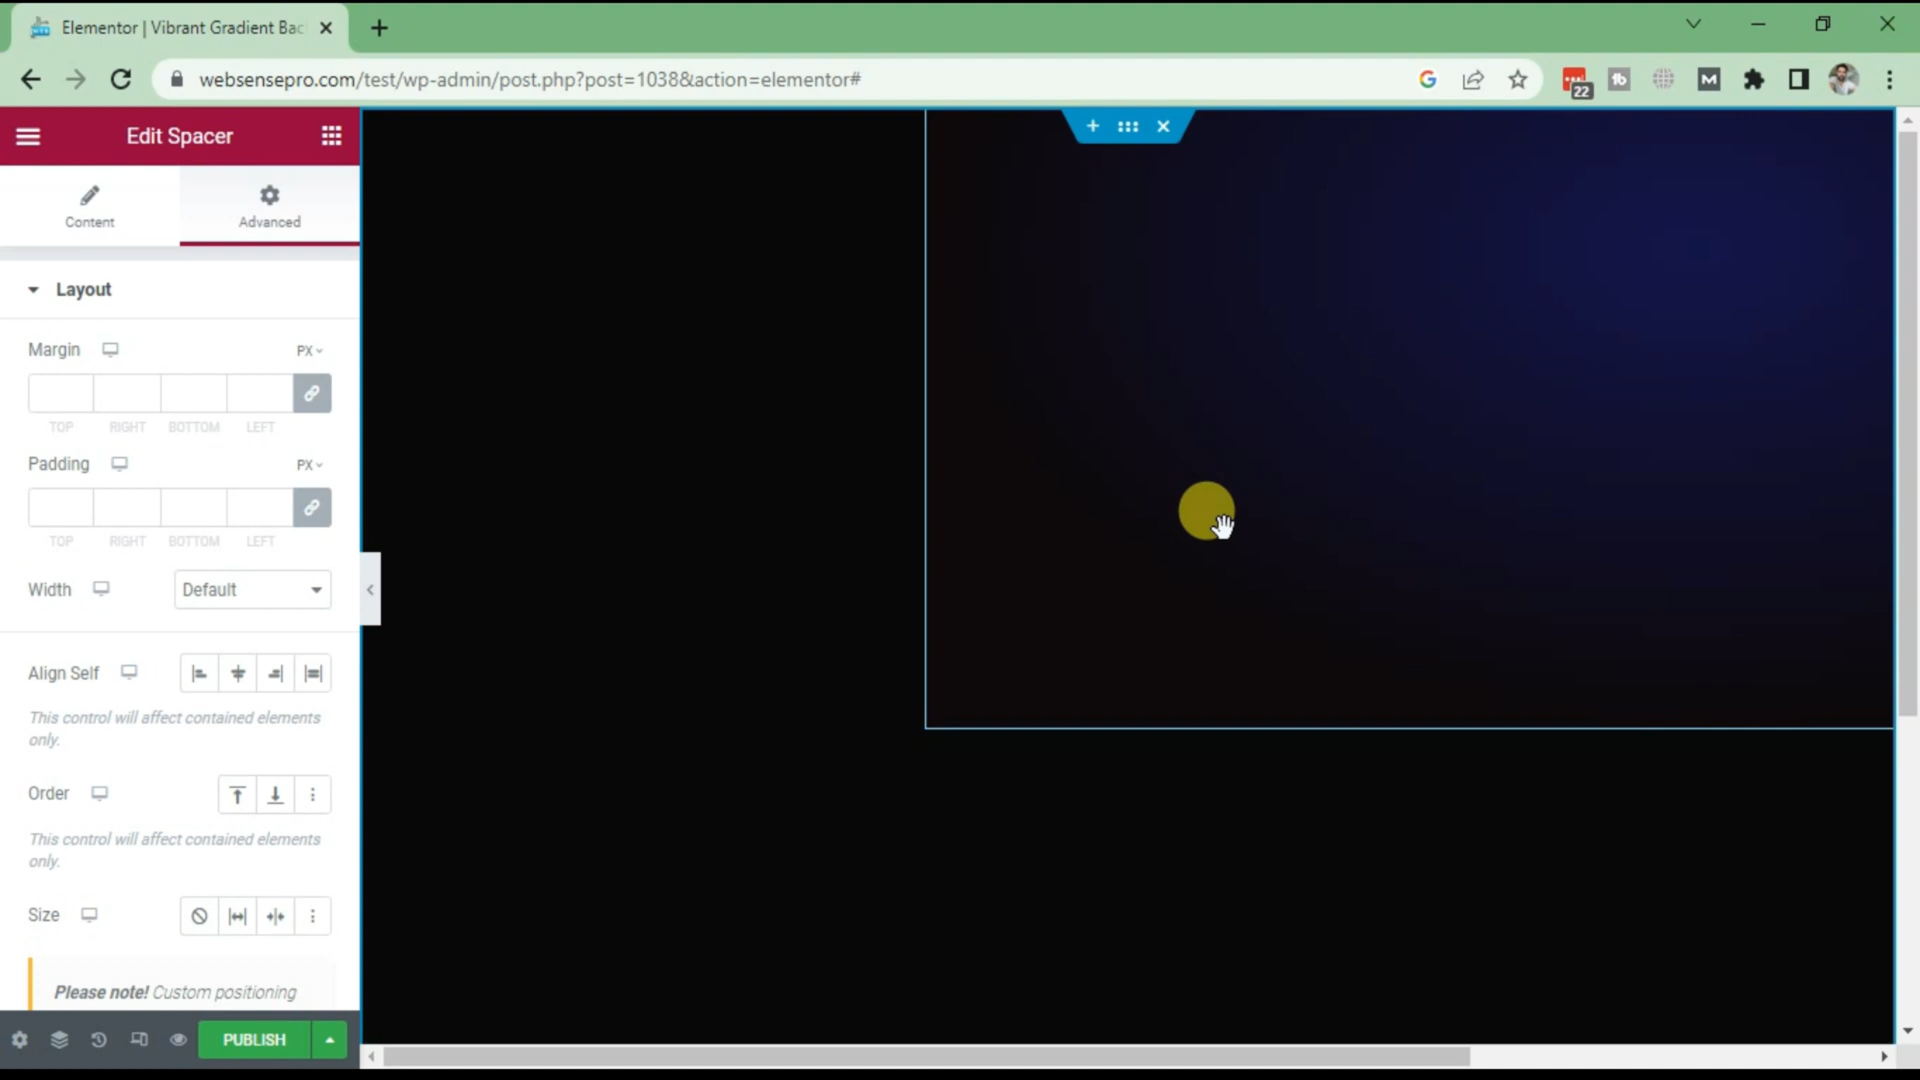 Elementor | Vibrant Gradient Bac
websensepro.com/test/wp-admin/post.php?post=1038&action=elementor#
22
tb
M
Edit Spacer
Content
Advanced
Layout
Margin
PX
TOP RIGHT BOTTOM LEFT
Padding
PX
TOP RIGHT BOTTOM LEFT
Width
Default
Align Self
This control will affect contained elements
only.
Order
This control will affect contained elements
only.
Size
Please note! Custom positioning
PUBLISH